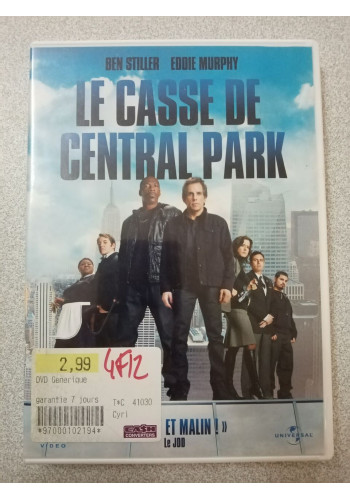 BEN STILLER EDDIE MURPHY
LE CASSE DE
CENTRAL PARK
2,99
4F12
DVD Generique
garantie 7 jours
T*C 41030
Cyri
*97000102194*
CASH
CONVERTERS
ET MALIN ! »
Le JDD
VIDEO
UNIVERSAL